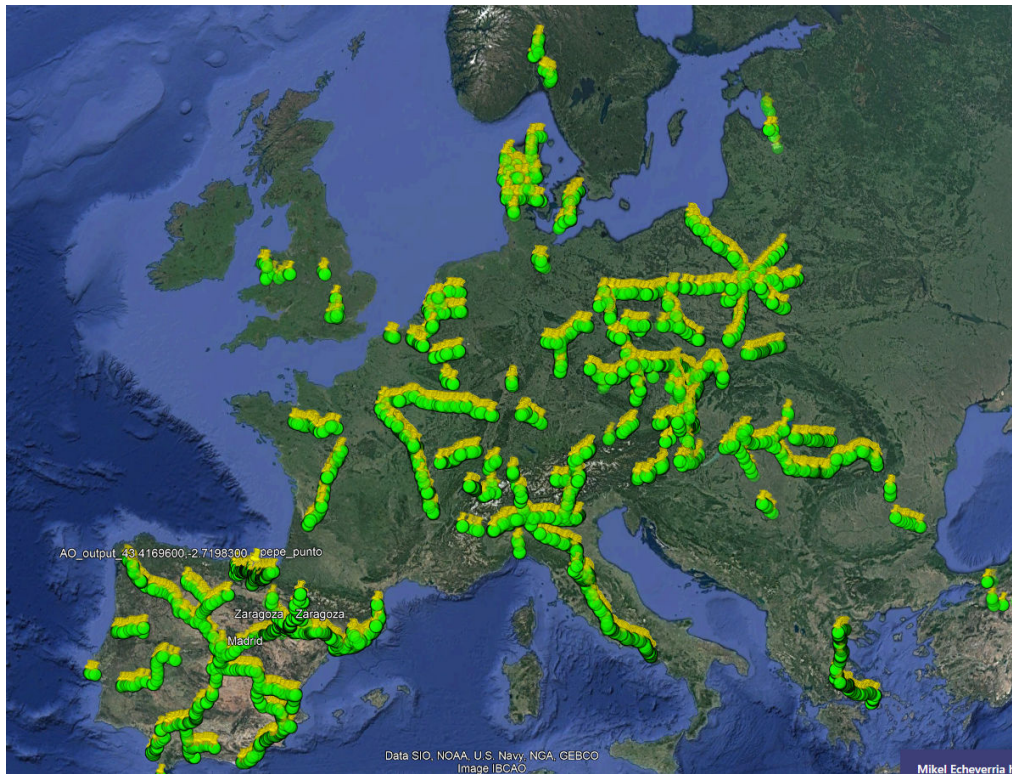 AO_output_43.4169600,-2.7198300
pepe_punto
Zaragoza
Zaragoza
Madrid
Data SIO, NOAA, U.S. Navy, NGA, GEBCO
Image IBCAO
Mikel Echeverria